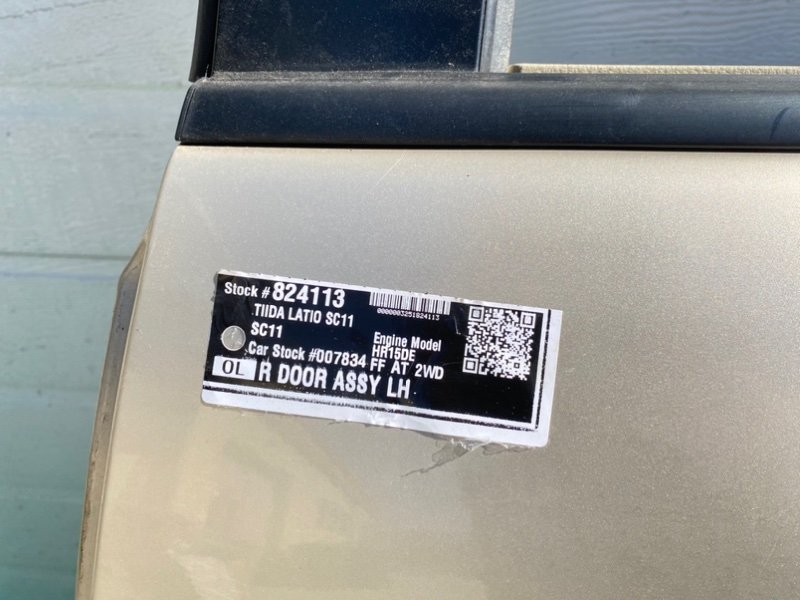 Stock # 824113
0000003251824113
TIIDA LATIO SC11
SC11
Engine Model
HR15DE
Car Stock #007834 FF AT 2WD
OL R DOOR ASSY LH